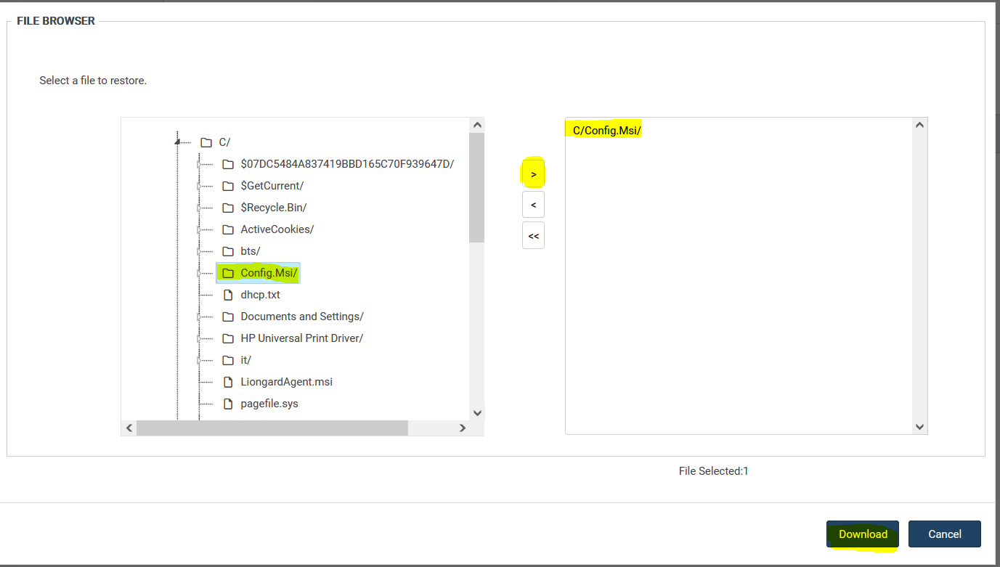 FILE BROWSER
Select a file to restore.
C/
$07DC5484A837419BBD165C70F939647D/
$GetCurrent/
$Recycle.Bin/
ActiveCookies/
bts/
Config.Msi/
dhcp.txt
Documents and Settings/
HP Universal Print Driver/
it/
LiongardAgent.msi
pagefile.sys
>
<
<<
C/Config.Msi/
File Selected:1
Download
Cancel